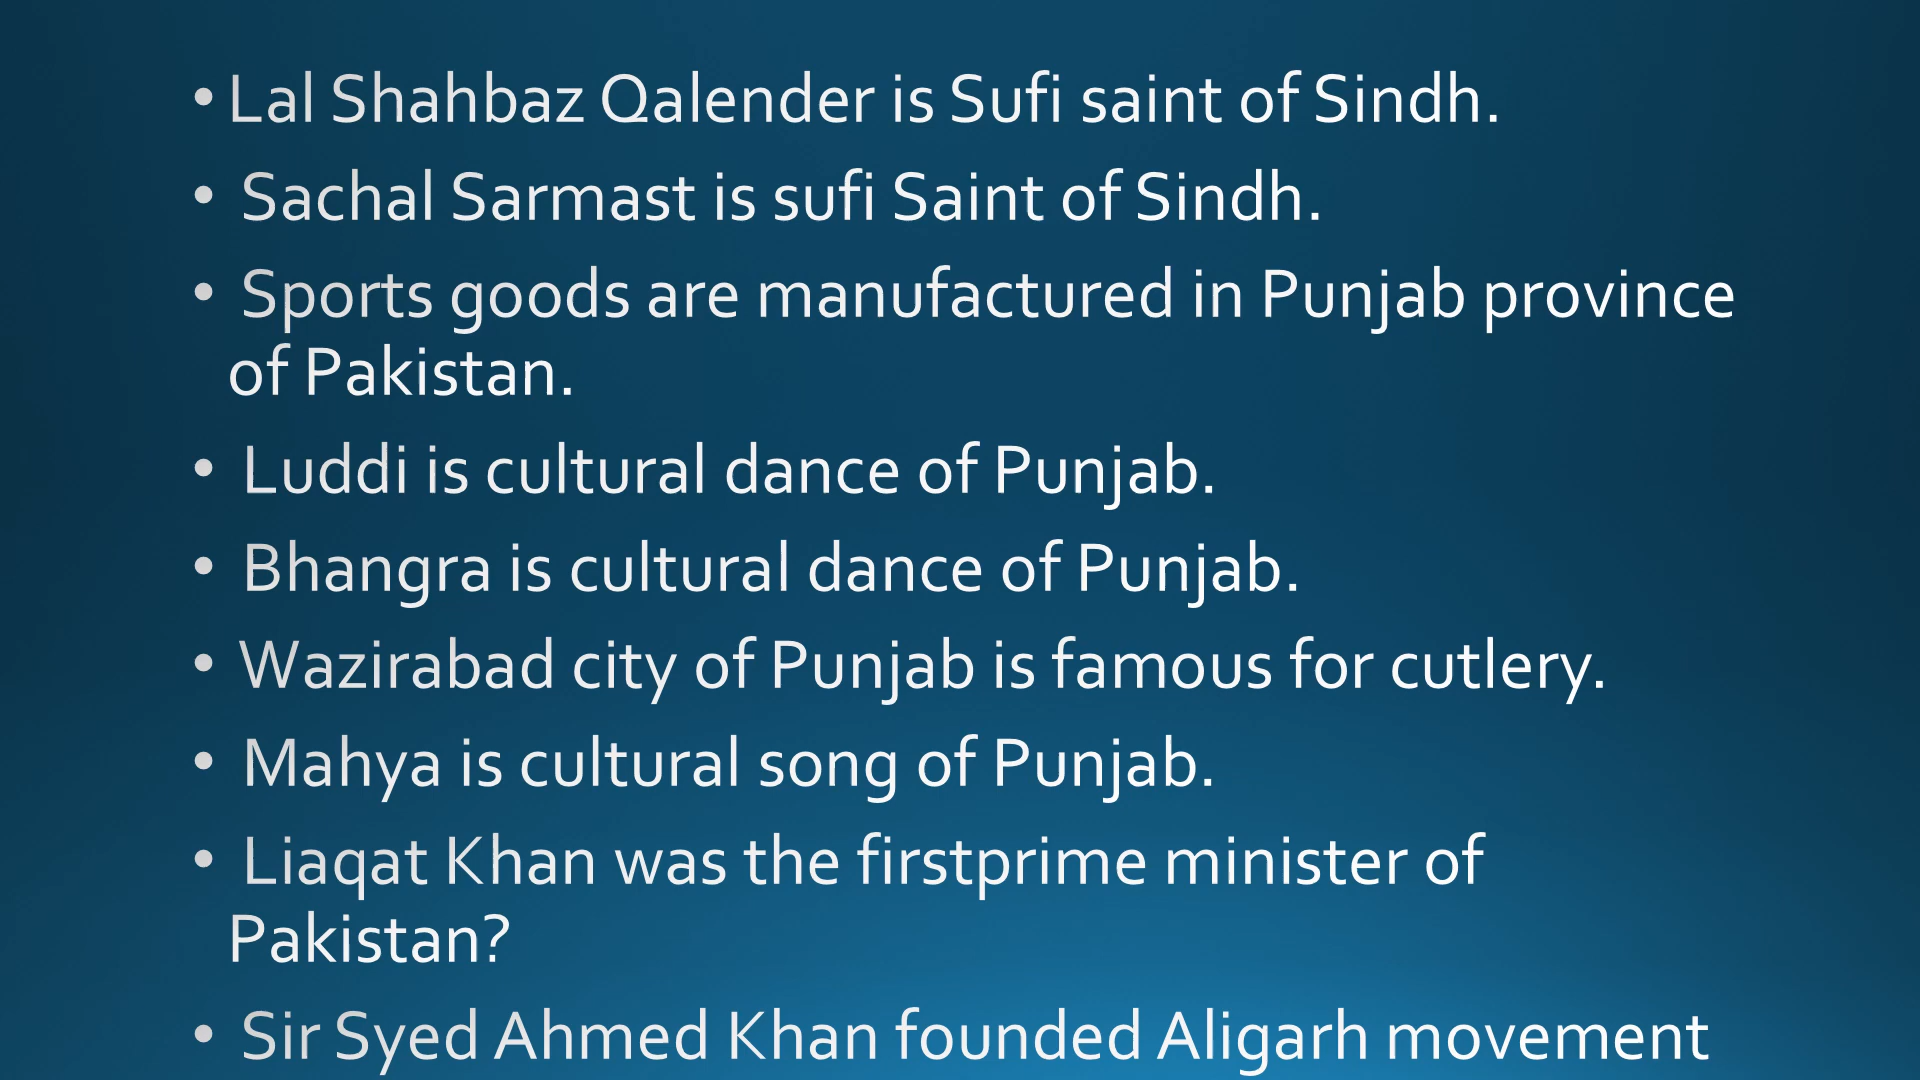 • Lal Shahbaz Qalender is Sufi saint of Sindh.
• Sachal Sarmast is sufi Saint of Sindh.
• Sports goods are manufactured in Punjab province
of Pakistan.
• Luddi is cultural dance of Punjab.
• Bhangra is cultural dance of Punjab.
• Wazirabad city of Punjab is famous for cutlery.
• Mahya is cultural song of Punjab.
• Liaqat Khan was the firstprime minister of
Pakistan?
• Sir Syed Ahmed Khan founded Aligarh movement